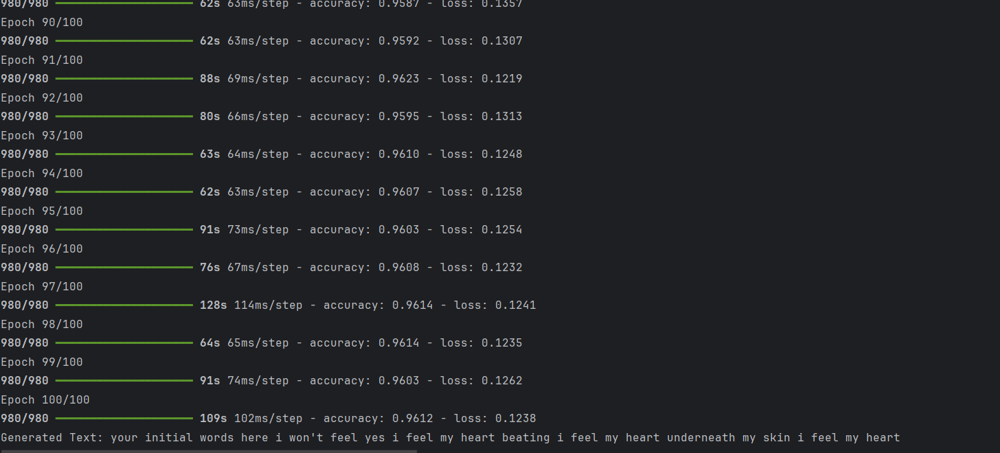 980/980 ━━━━━━━━━━━━━━━━━━━━ 62s 63ms/step - accuracy: 0.9587 - loss: 0.1357
Epoch 90/100
980/980 ━━━━━━━━━━━━━━━━━━━━ 62s 63ms/step - accuracy: 0.9592 - loss: 0.1307
Epoch 91/100
980/980 ━━━━━━━━━━━━━━━━━━━━ 88s 69ms/step - accuracy: 0.9623 - loss: 0.1219
Epoch 92/100
980/980 ━━━━━━━━━━━━━━━━━━━━ 80s 66ms/step - accuracy: 0.9595 - loss: 0.1313
Epoch 93/100
980/980 ━━━━━━━━━━━━━━━━━━━━ 63s 64ms/step - accuracy: 0.9610 - loss: 0.1248
Epoch 94/100
980/980 ━━━━━━━━━━━━━━━━━━━━ 62s 63ms/step - accuracy: 0.9607 - loss: 0.1258
Epoch 95/100
980/980 ━━━━━━━━━━━━━━━━━━━━ 91s 73ms/step - accuracy: 0.9603 - loss: 0.1254
Epoch 96/100
980/980 ━━━━━━━━━━━━━━━━━━━━ 76s 67ms/step - accuracy: 0.9608 - loss: 0.1232
Epoch 97/100
980/980 ━━━━━━━━━━━━━━━━━━━━ 128s 114ms/step - accuracy: 0.9614 - loss: 0.1241
Epoch 98/100
980/980 ━━━━━━━━━━━━━━━━━━━━ 64s 65ms/step - accuracy: 0.9614 - loss: 0.1235
Epoch 99/100
980/980 ━━━━━━━━━━━━━━━━━━━━ 91s 74ms/step - accuracy: 0.9603 - loss: 0.1262
Epoch 100/100
980/980 ━━━━━━━━━━━━━━━━━━━━ 109s 102ms/step - accuracy: 0.9612 - loss: 0.1238
Generated Text: your initial words here i won't feel yes i feel my heart beating i feel my heart underneath my skin i feel my heart